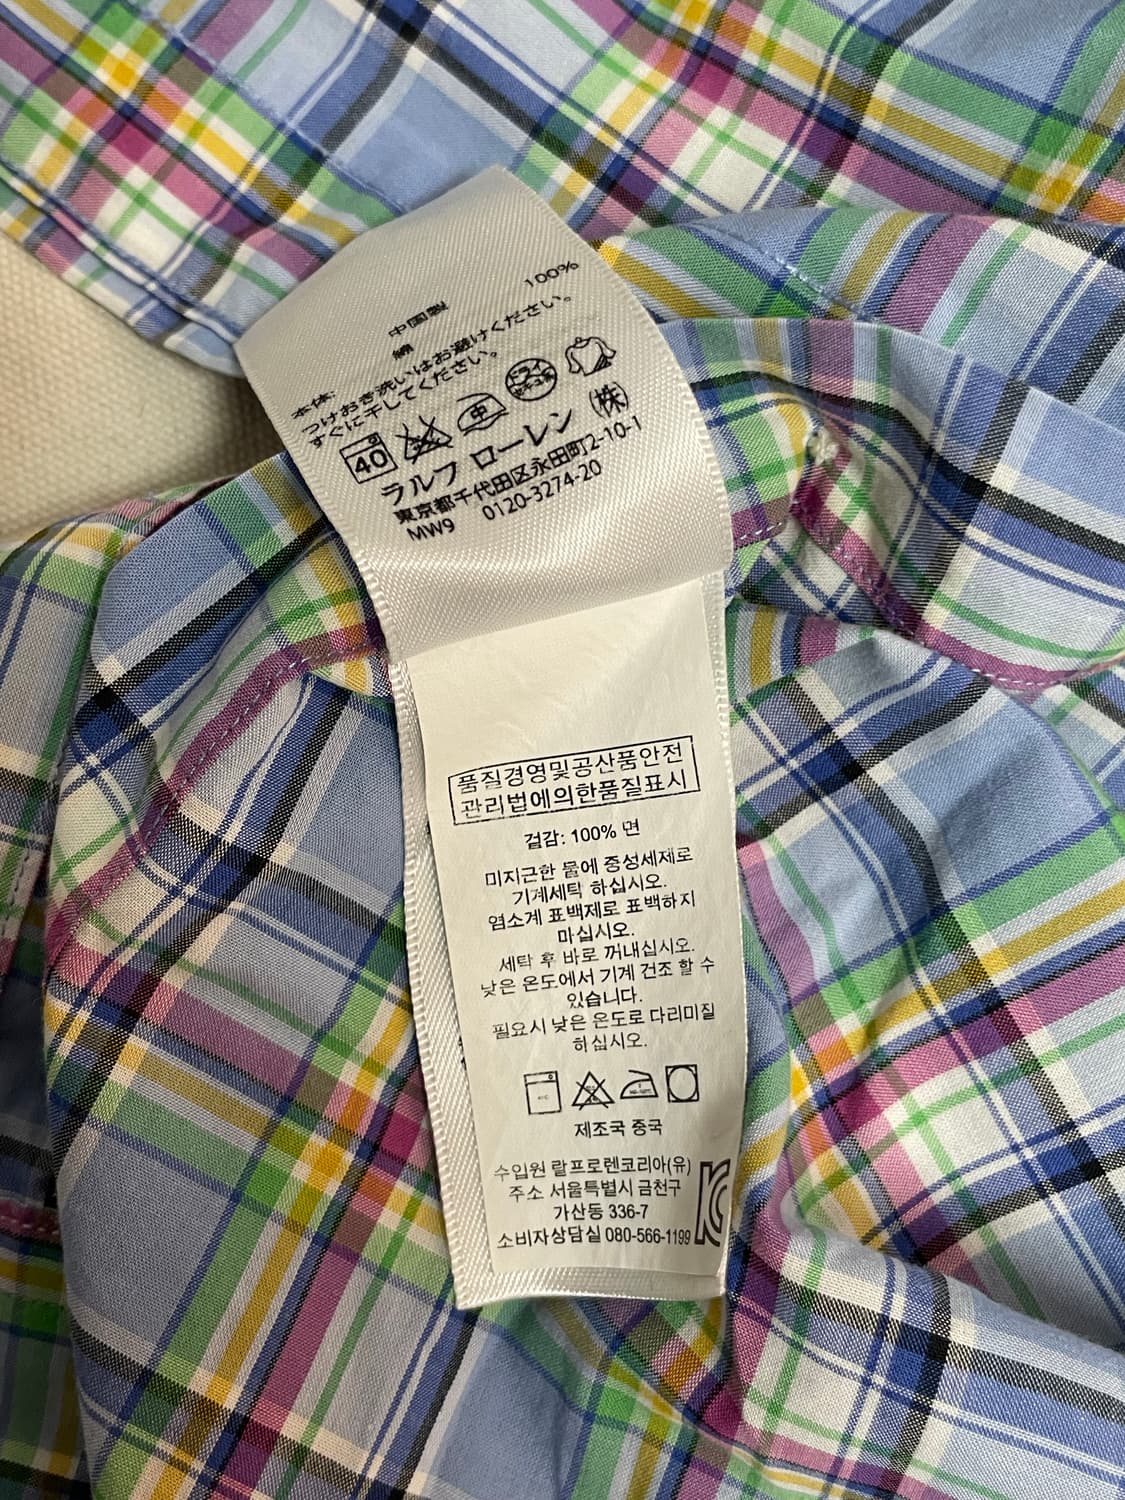 中国製
綿 100%
本体:
つけおき洗いはお避けください。
すぐに干してください。
40 中 ドライ
ラルフ ローレン (株)
東京都千代田区永田町2-10-1
MW9 0120-3274-20
품질경영및공산품안전
관리법에의한품질표시
겉감: 100% 면
미지근한 물에 중성세제로
기계세탁 하십시오.
염소계 표백제로 표백하지
마십시오.
세탁 후 바로 꺼내십시오.
낮은 온도에서 기계 건조 할 수
있습니다.
필요시 낮은 온도로 다리미질
하십시오.
제조국 중국
수입원 랄프로렌코리아(유)
주소 서울특별시 금천구
가산동 336-7
소비자상담실 080-566-1199